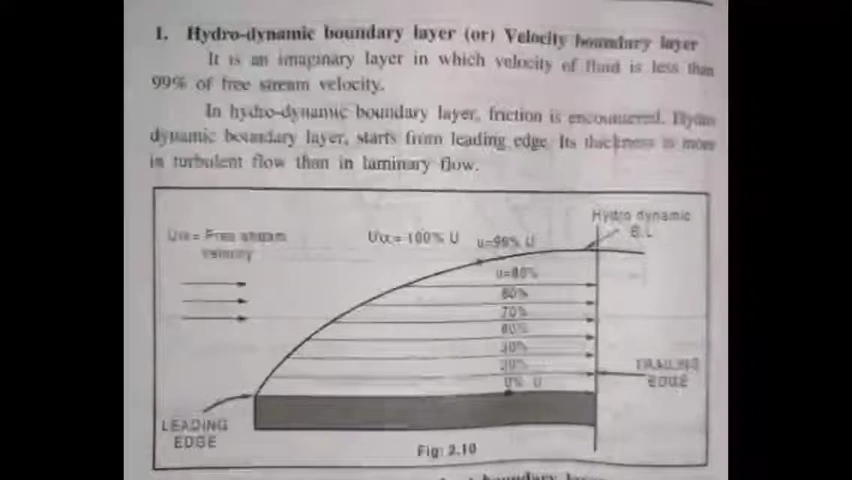 1. Hydro-dynamic boundary layer (or) Velocity boundary layer
It is an imaginary layer in which velocity of fluid is less than
99% of free stream velocity.
In hydro-dynamic boundary layer, friction is encountered. Hydro
dynamic boundary layer, starts from leading edge. Its thickness is more
in turbulent flow than in laminary flow.
Hydro dynamic
B.L
U∞= Free stream
velocity
U∞= 100% U
u=99% U
u=80%
70%
0% U
TRAILING
EDGE
LEADING
EDGE
Fig: 2.10
boundary